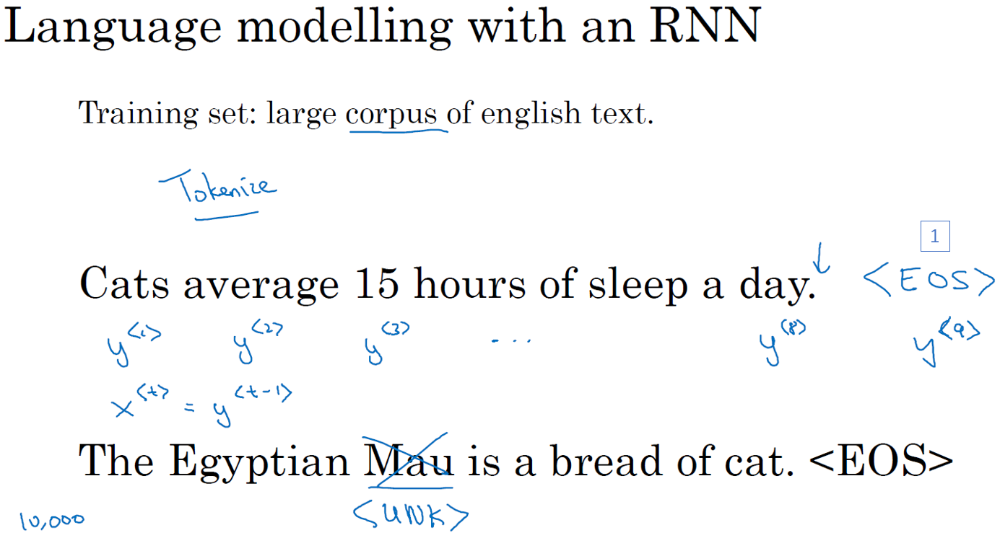 Language modelling with an RNN
Training set: large corpus of english text.
Tokenize
1
Cats average 15 hours of sleep a day. <EOS>
y<1> y<2> y<3> ... y<8> y<9>
x<t> = y<t-1>
The Egyptian Mau is a bread of cat. <EOS>
<UNK>
10,000